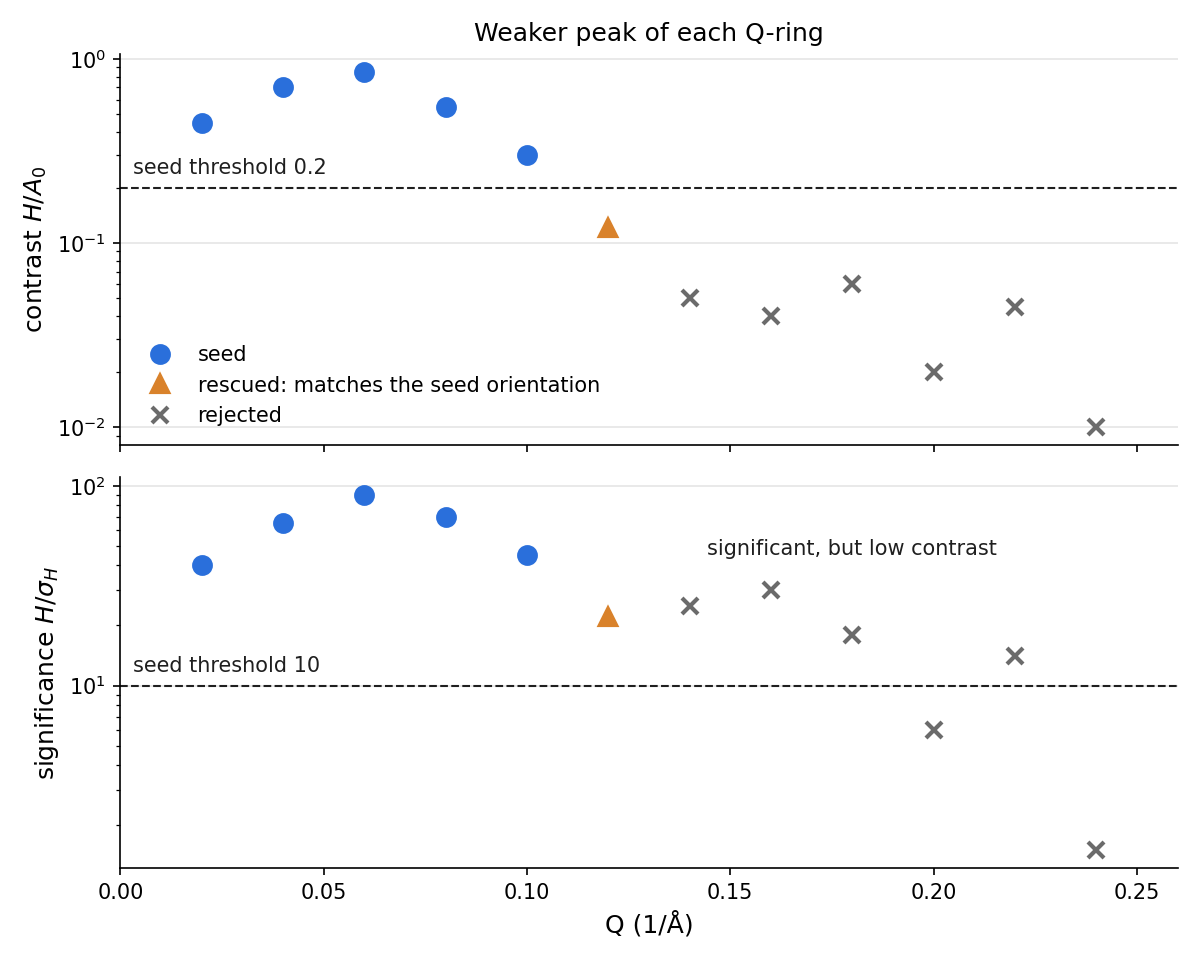 Weaker peak of each Q-ring
contrast H/A₀
10⁰
10⁻¹
10⁻²
seed threshold 0.2
seed
rescued: matches the seed orientation
rejected
significance H/σ_H
10²
10¹
significant, but low contrast
seed threshold 10
0.00 0.05 0.10 0.15 0.20 0.25
Q (1/Å)